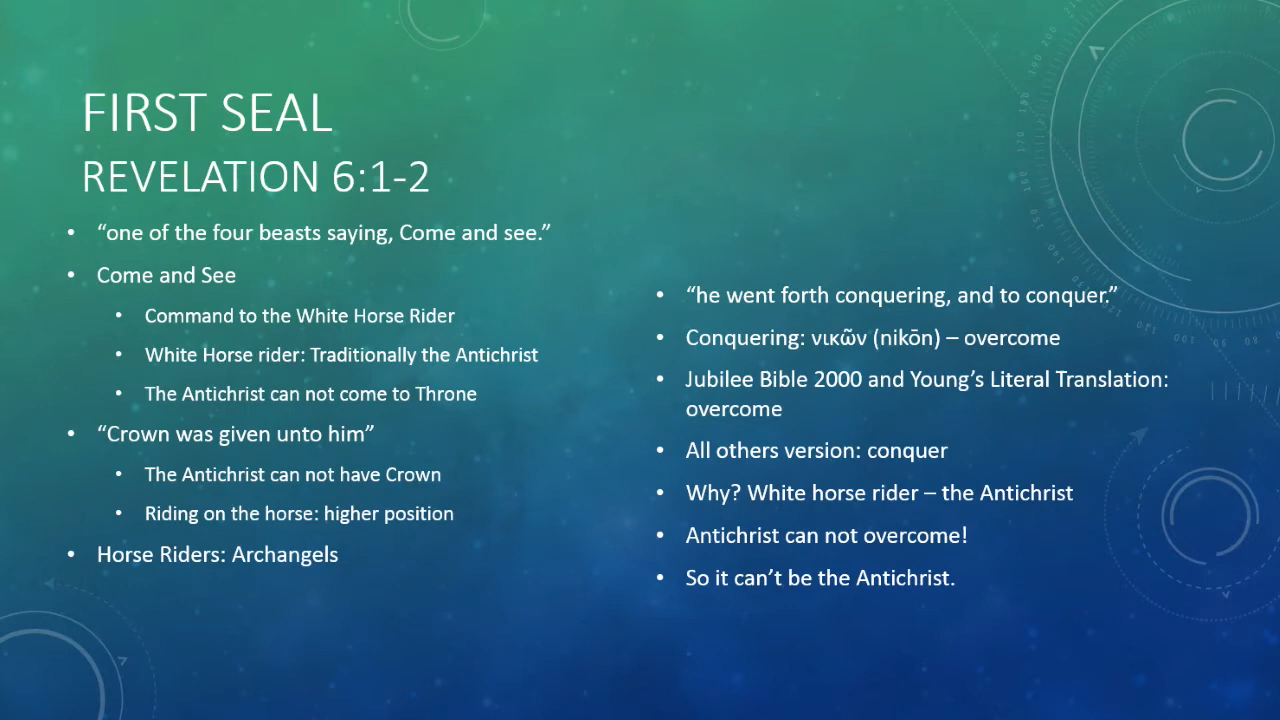 FIRST SEAL
REVELATION 6:1-2
• “one of the four beasts saying, Come and see.”
• Come and See
• Command to the White Horse Rider
• White Horse rider: Traditionally the Antichrist
• The Antichrist can not come to Throne
• “Crown was given unto him”
• The Antichrist can not have Crown
• Riding on the horse: higher position
• Horse Riders: Archangels
• “he went forth conquering, and to conquer.”
• Conquering: νικῶν (nikōn) – overcome
• Jubilee Bible 2000 and Young’s Literal Translation:
overcome
• All others version: conquer
• Why? White horse rider – the Antichrist
• Antichrist can not overcome!
• So it can’t be the Antichrist.